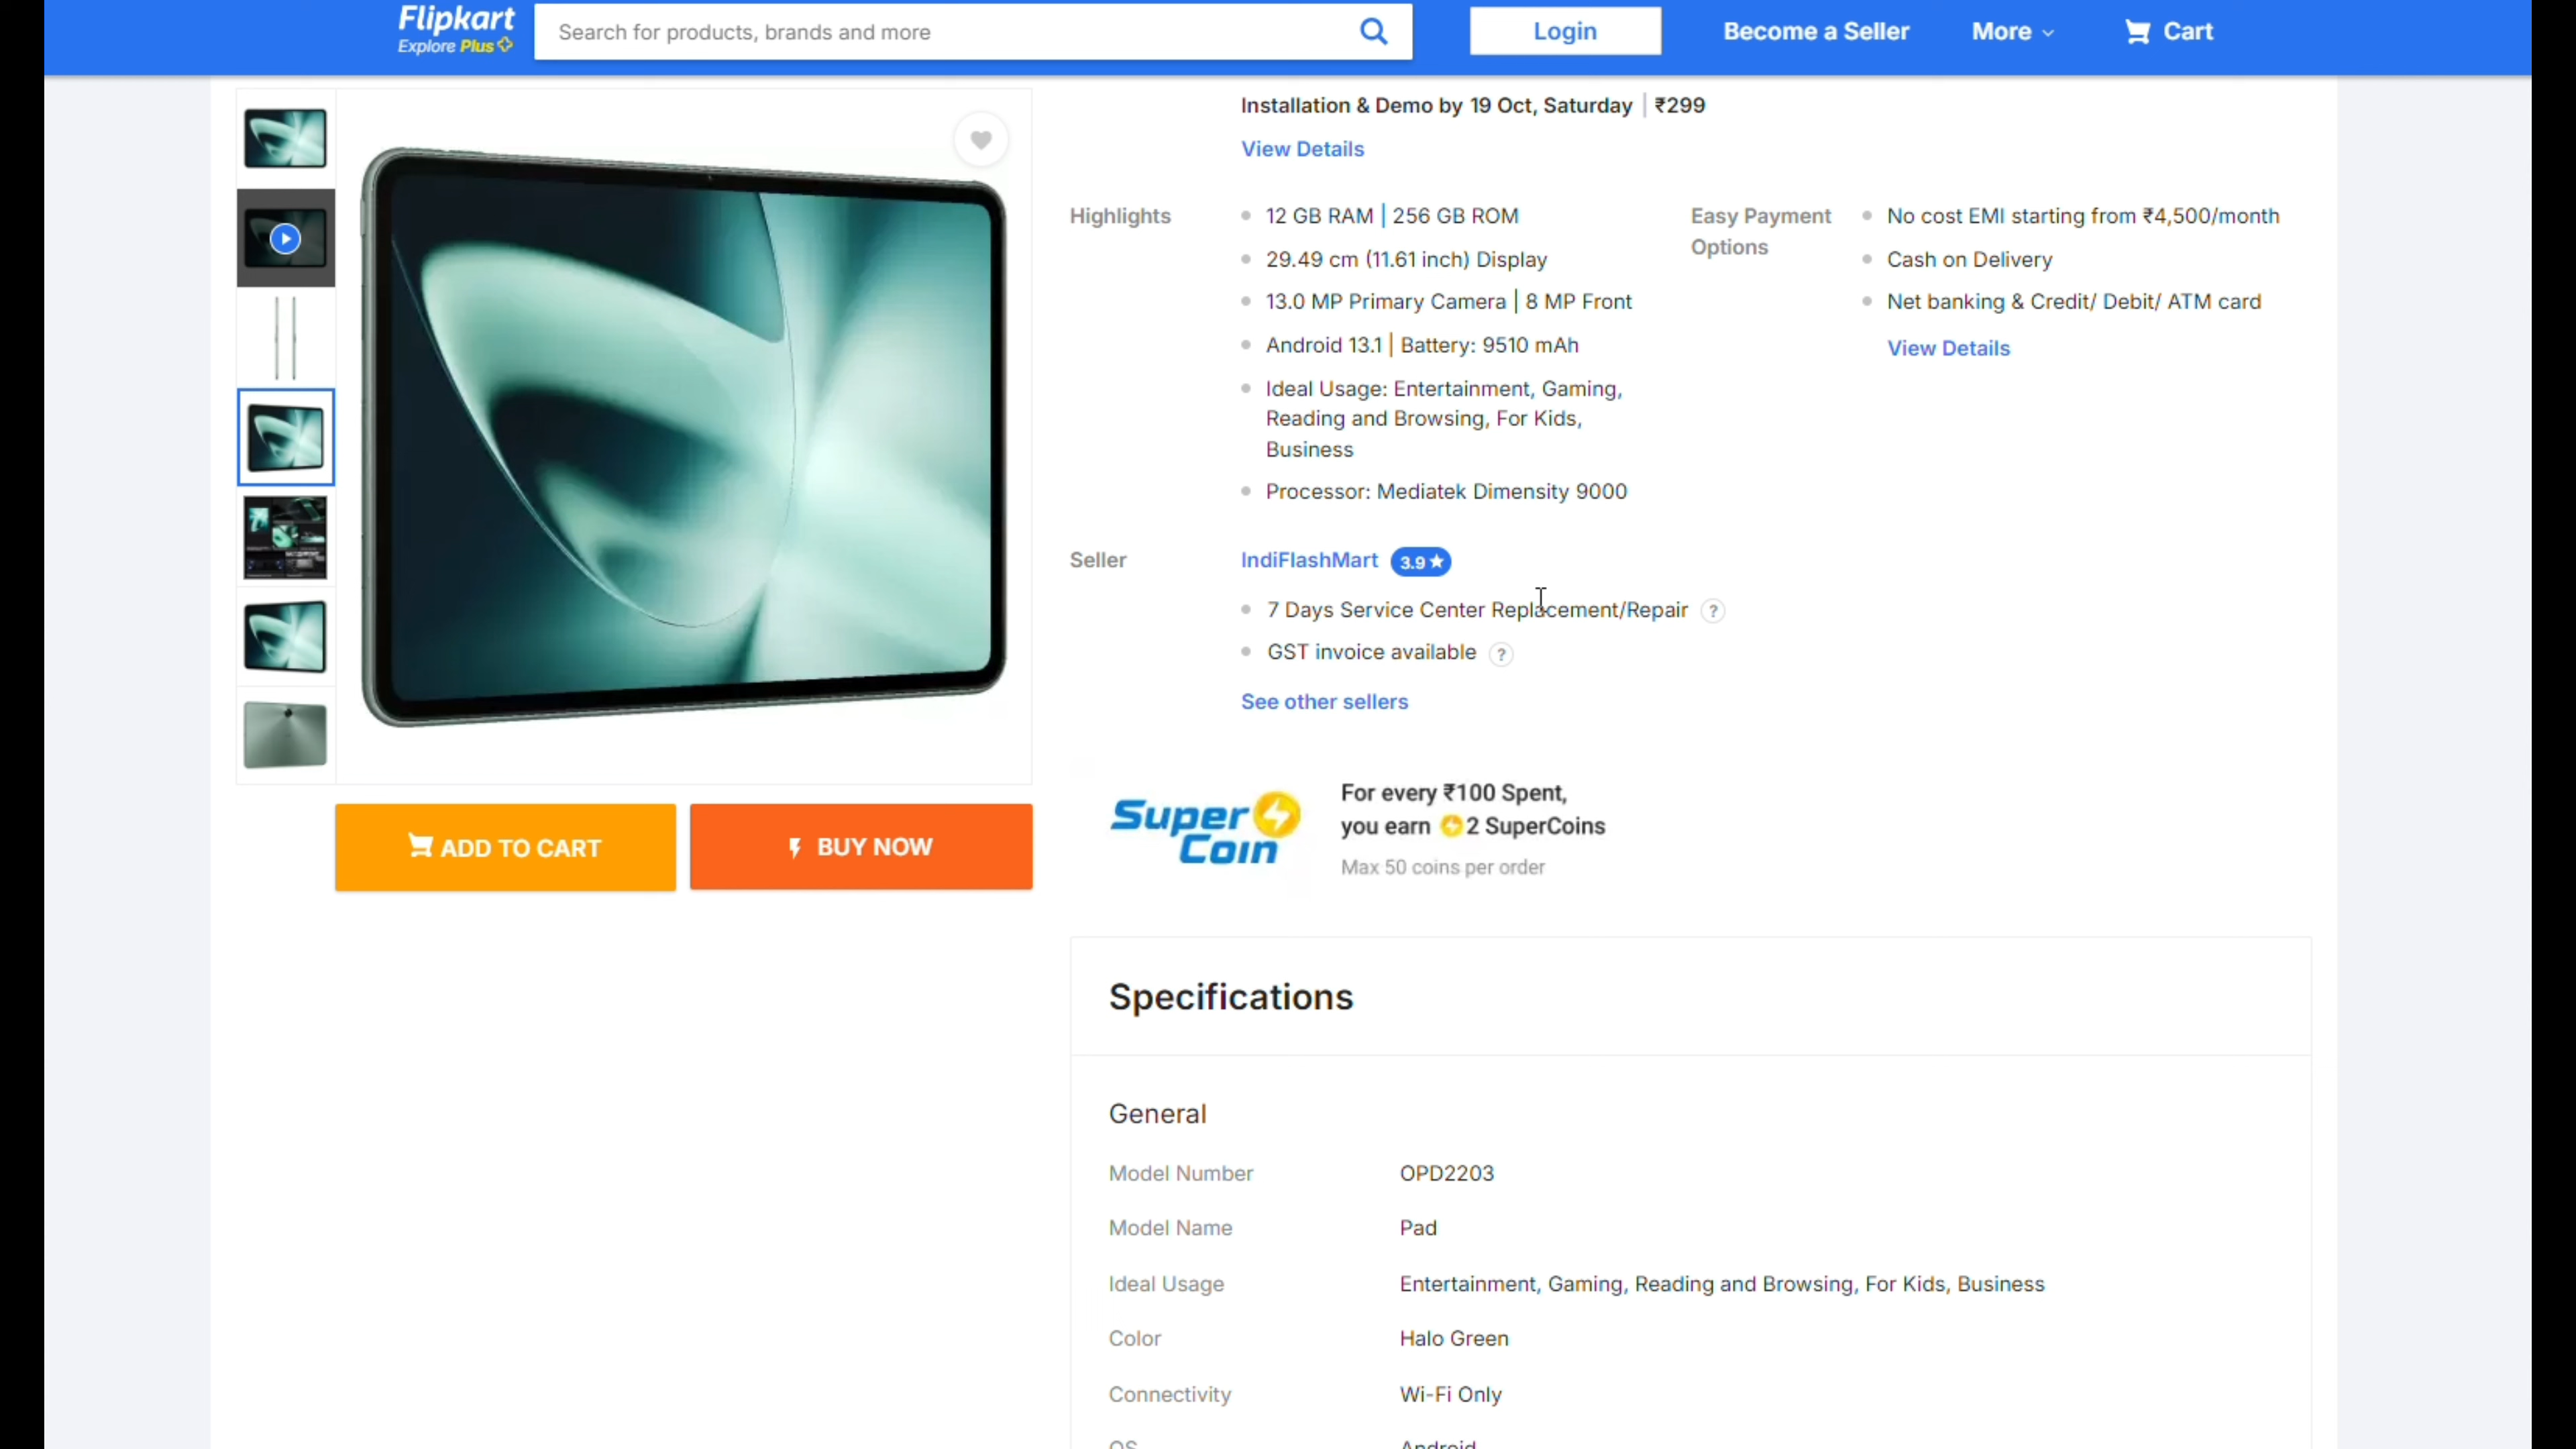 Flipkart
Explore Plus
Search for products, brands and more
Login
Become a Seller
More
Cart
Installation & Demo by 19 Oct, Saturday | ₹299
View Details
Highlights
12 GB RAM | 256 GB ROM
29.49 cm (11.61 inch) Display
13.0 MP Primary Camera | 8 MP Front
Android 13.1 | Battery: 9510 mAh
Ideal Usage: Entertainment, Gaming,
Reading and Browsing, For Kids,
Business
Processor: Mediatek Dimensity 9000
Easy Payment
Options
No cost EMI starting from ₹4,500/month
Cash on Delivery
Net banking & Credit/ Debit/ ATM card
View Details
Seller
IndiFlashMart 3.9★
7 Days Service Center Replacement/Repair ?
GST invoice available ?
See other sellers
ADD TO CART
BUY NOW
Super
Coin
For every ₹100 Spent,
you earn 2 SuperCoins
Max 50 coins per order
Specifications
General
Model Number OPD2203
Model Name Pad
Ideal Usage Entertainment, Gaming, Reading and Browsing, For Kids, Business
Color Halo Green
Connectivity Wi-Fi Only
OS Android